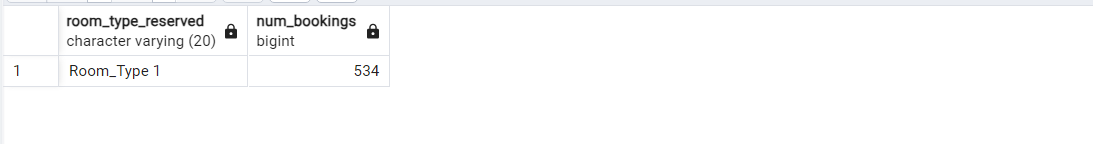 room_type_reserved num_bookings
character varying (20) bigint
1 Room_Type 1 534